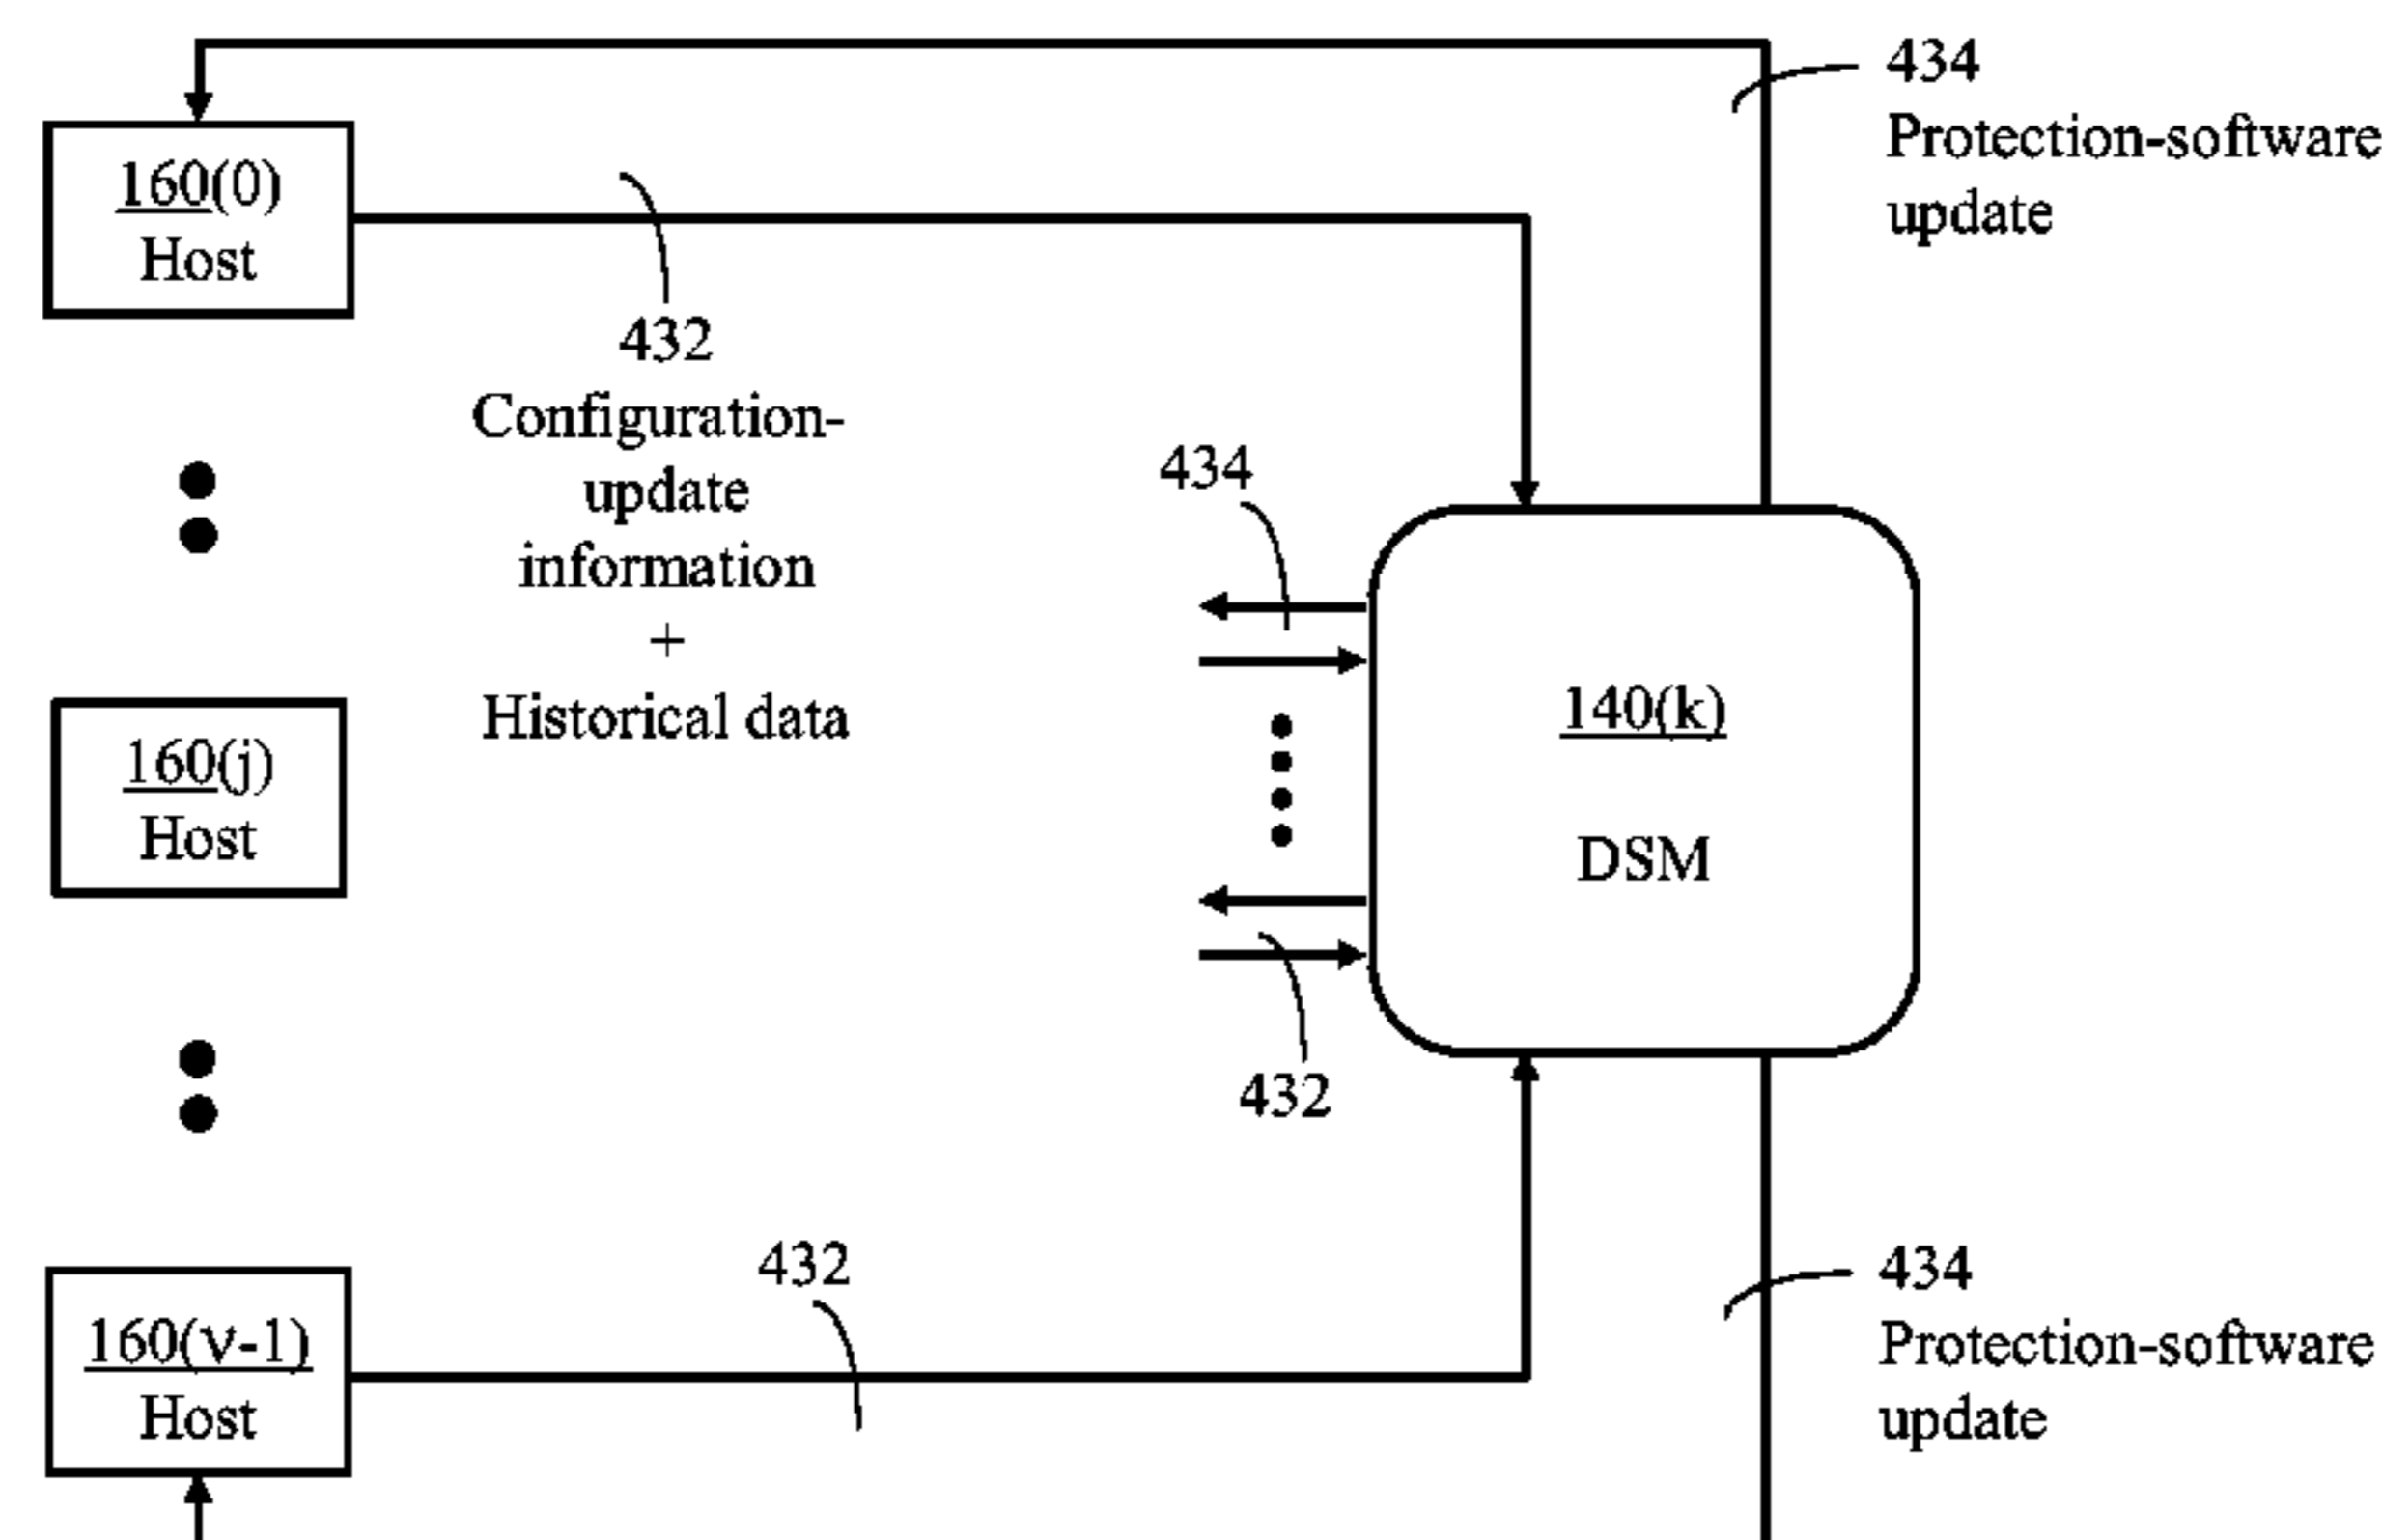 434
Protection-software
update
160(0)
Host
432
Configuration-
update
information
+
Historical data
434
160(j)
Host
140(k)
DSM
432
432
160(ν-1)
Host
434
Protection-software
update